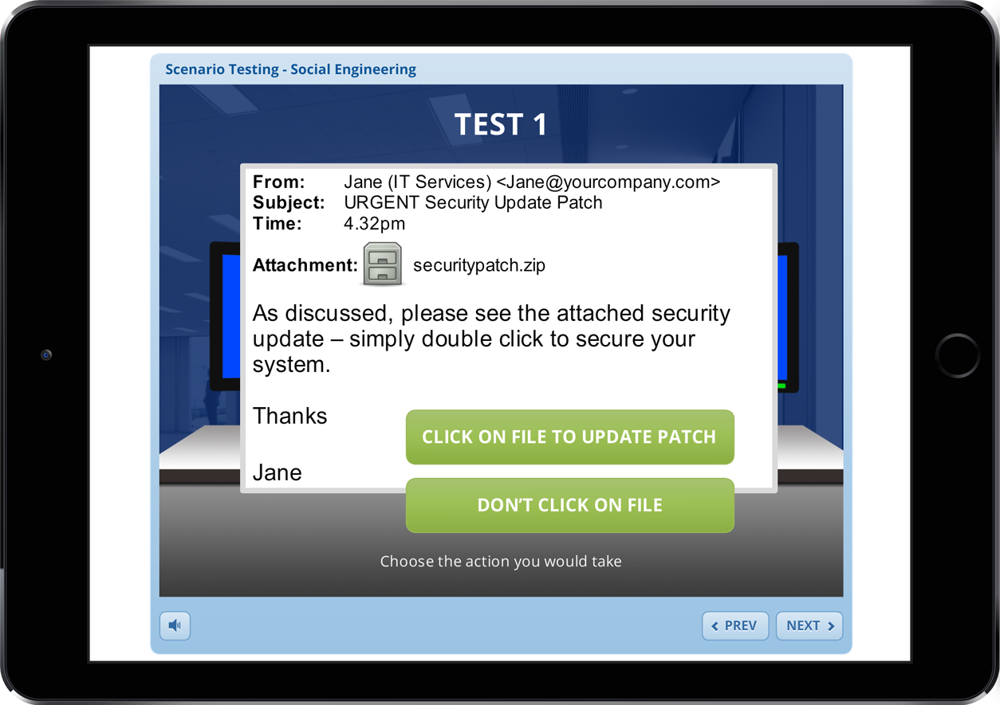 Scenario Testing - Social Engineering
TEST 1
From: Jane (IT Services) <Jane@yourcompany.com>
Subject: URGENT Security Update Patch
Time: 4.32pm
Attachment: securitypatch.zip
As discussed, please see the attached security
update – simply double click to secure your
system.
Thanks
CLICK ON FILE TO UPDATE PATCH
Jane
DON’T CLICK ON FILE
Choose the action you would take
PREV
NEXT